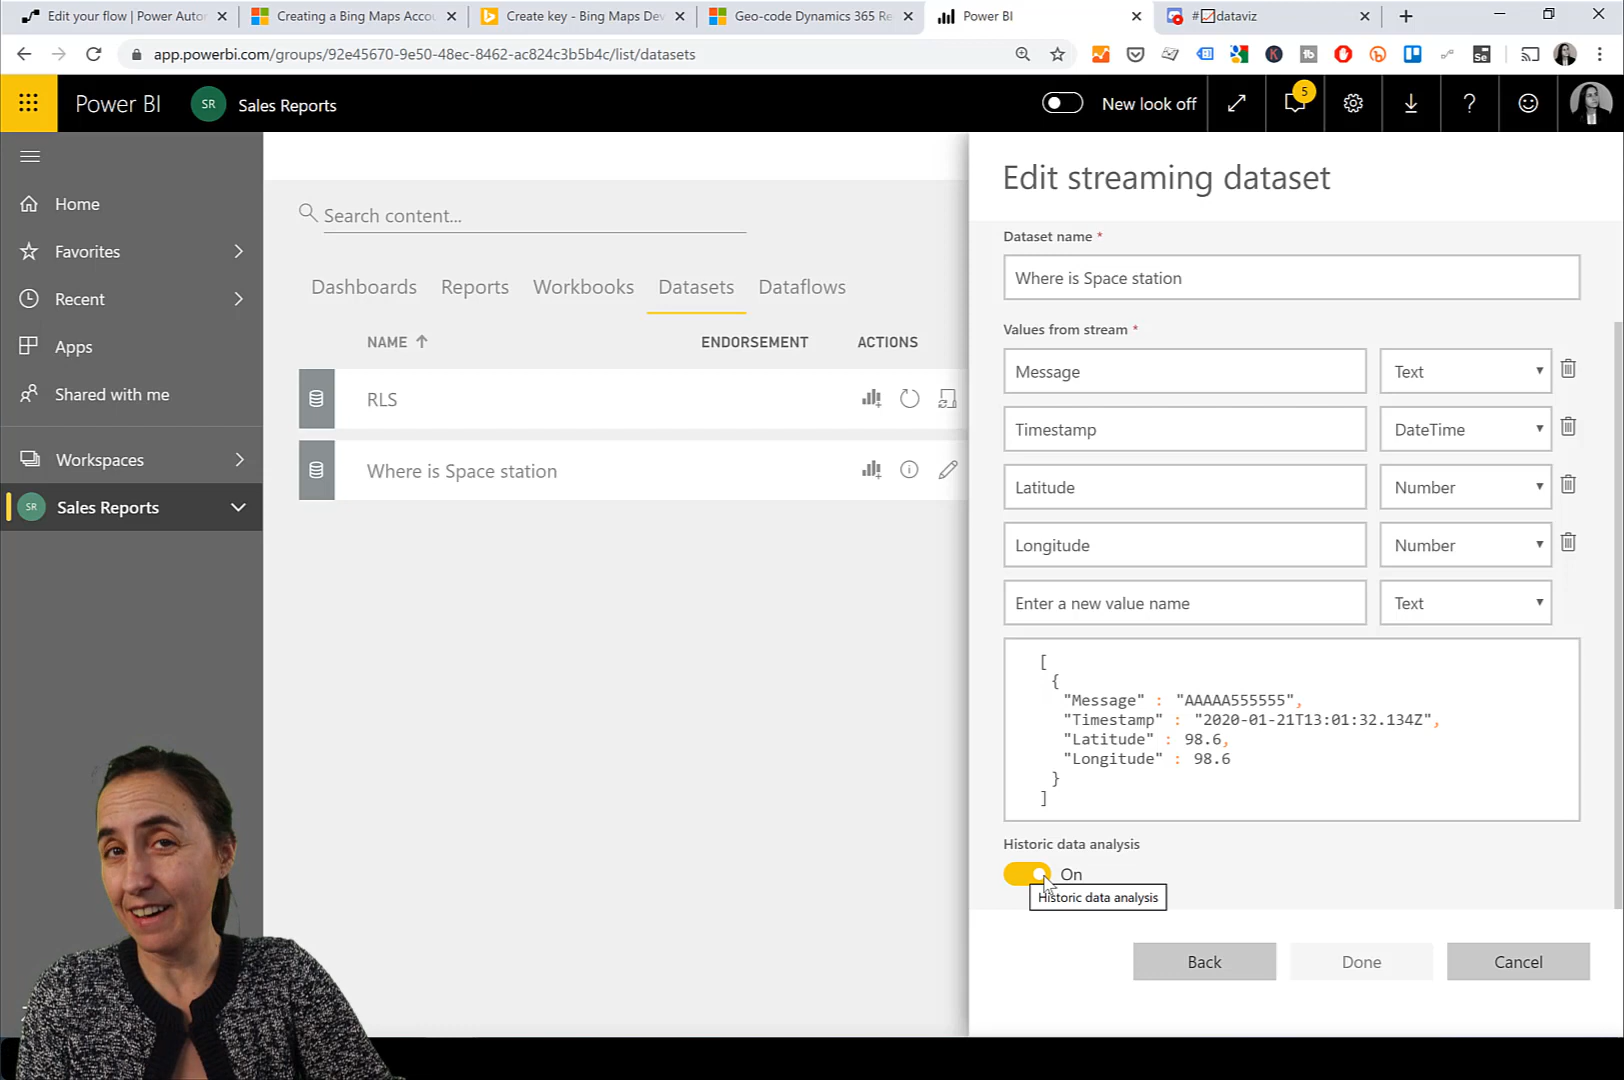 Edit your flow | Power Autor
Creating a Bing Maps Accou
Create key - Bing Maps Dev
Geo-code Dynamics 365 Re
Power BI
#dataviz
app.powerbi.com/groups/92e45670-9e50-48ec-8462-ac824c3b5b4c/list/datasets
Power BI
SR
Sales Reports
New look off
5
Home
Favorites
Recent
Apps
Shared with me
Workspaces
SR
Sales Reports
Search content...
Dashboards Reports Workbooks Datasets Dataflows
NAME ENDORSEMENT ACTIONS
RLS
Where is Space station
Edit streaming dataset
Dataset name *
Where is Space station
Values from stream *
Message Text
Timestamp DateTime
Latitude Number
Longitude Number
Enter a new value name Text
[
{
"Message" : "AAAAA555555",
"Timestamp" : "2020-01-21T13:01:32.134Z",
"Latitude" : 98.6,
"Longitude" : 98.6
}
]
Historic data analysis
On
Historic data analysis
Back Done Cancel